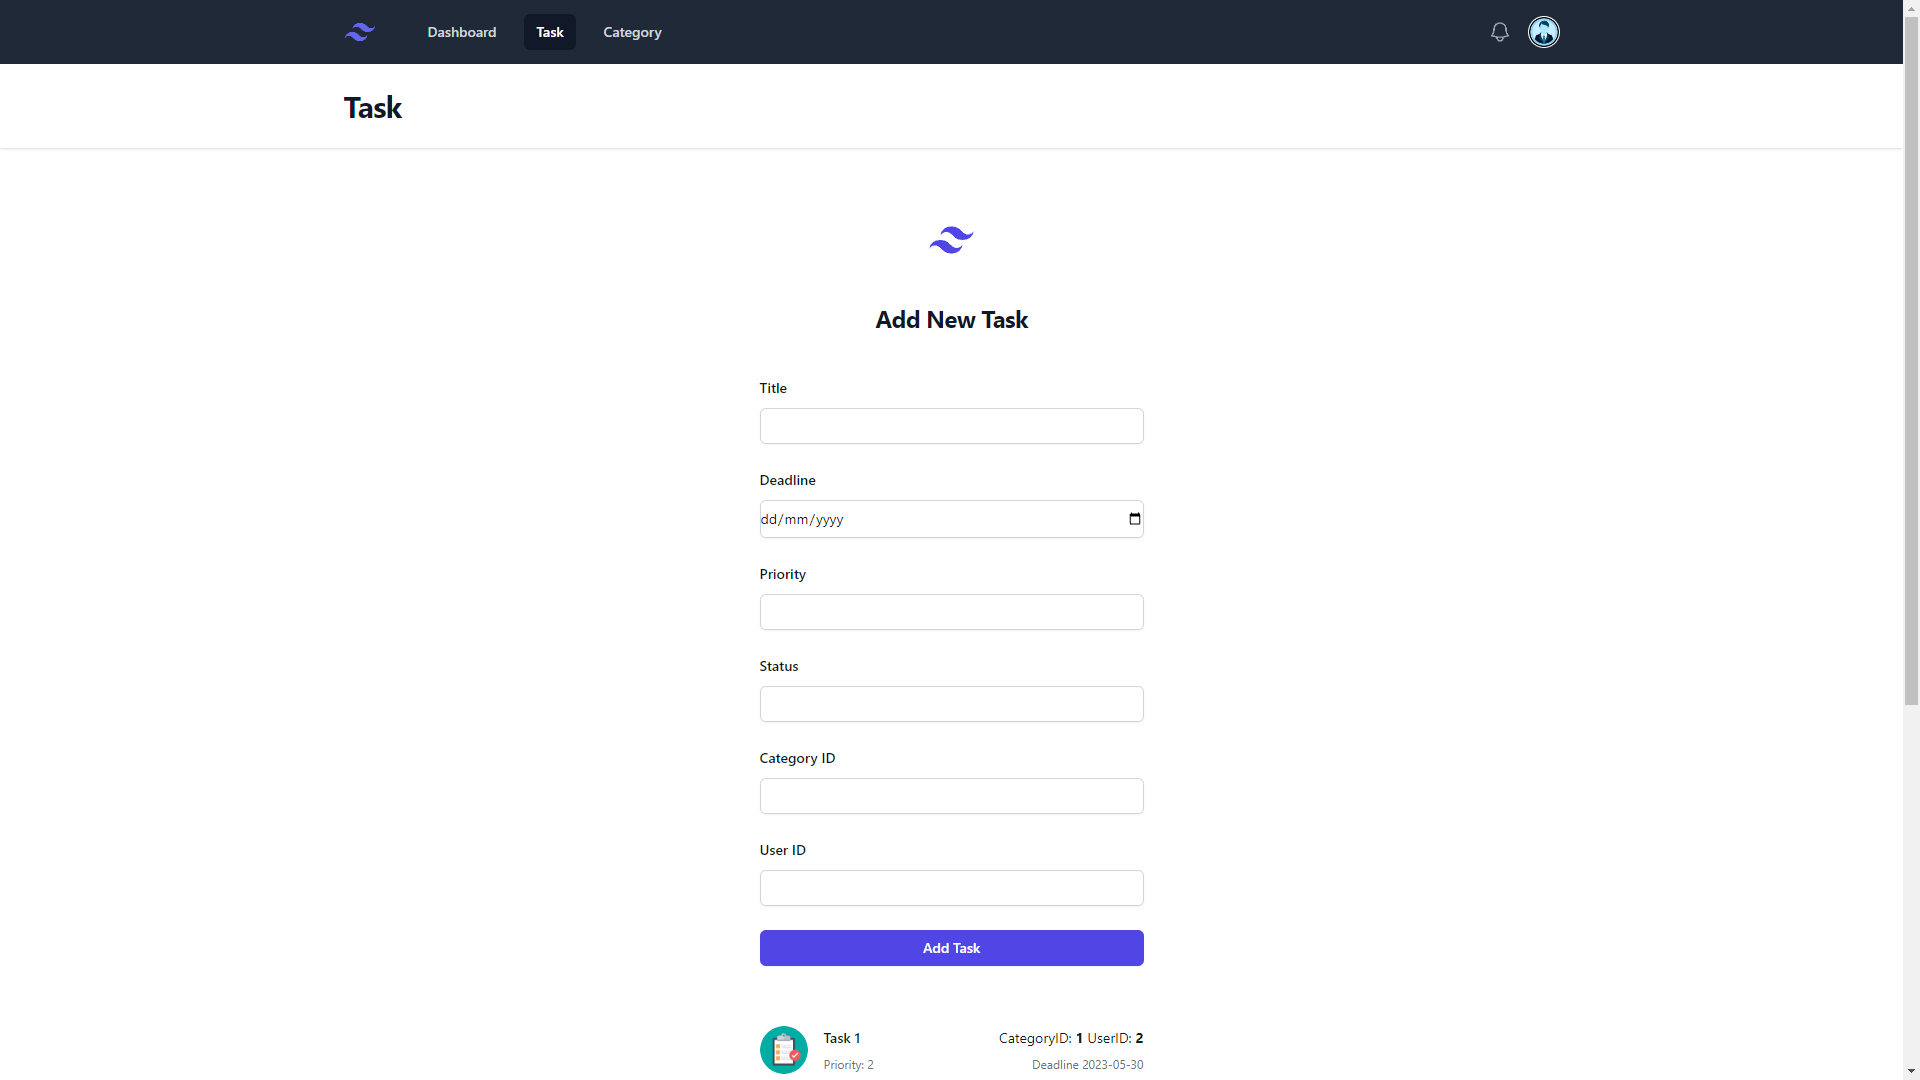 Dashboard Task Category
Task
Add New Task
Title
Deadline
dd/mm/yyyy
Priority
Status
Category ID
User ID
Add Task
Task 1 CategoryID: 1 UserID: 2
Priority: 2 Deadline 2023-05-30